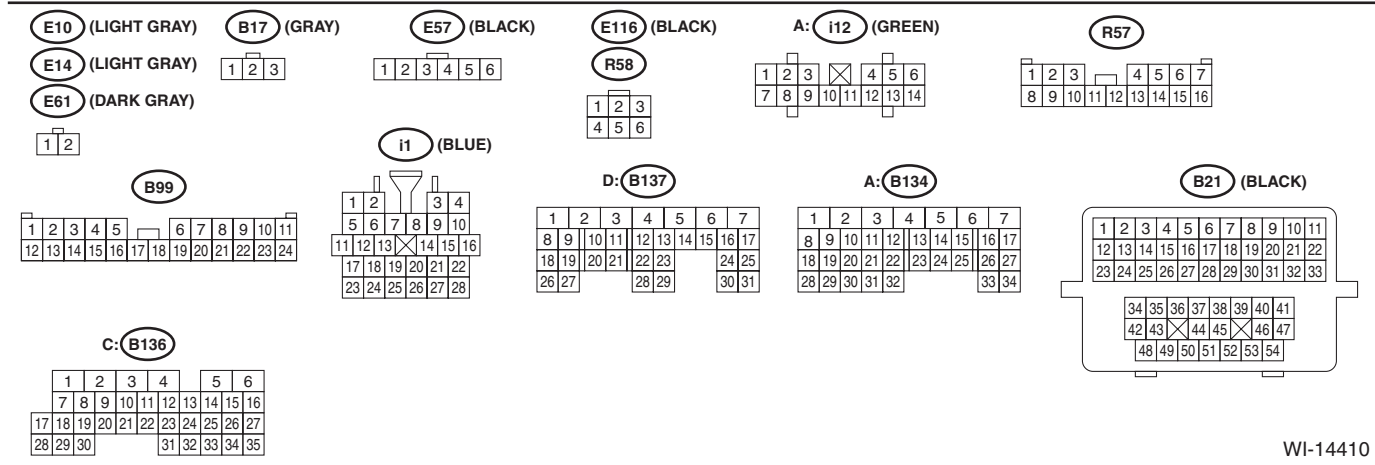 E10 (LIGHT GRAY)
E14 (LIGHT GRAY)
E61 (DARK GRAY)
1 2
B17 (GRAY)
1 2 3
E57 (BLACK)
1 2 3 4 5 6
E116 (BLACK)
R58
1 2 3
4 5 6
A: i12 (GREEN)
1 2 3 4 5 6
7 8 9 10 11 12 13 14
R57
1 2 3 4 5 6 7
8 9 10 11 12 13 14 15 16
B99
1 2 3 4 5 6 7 8 9 10 11
12 13 14 15 16 17 18 19 20 21 22 23 24
i1 (BLUE)
1 2 3 4
5 6 7 8 9 10
11 12 13 14 15 16
17 18 19 20 21 22
23 24 25 26 27 28
D: B137
1 2 3 4 5 6 7
8 9 10 11 12 13 14 15 16 17
18 19 20 21 22 23 24 25
26 27 28 29 30 31
A: B134
1 2 3 4 5 6 7
8 9 10 11 12 13 14 15 16 17
18 19 20 21 22 23 24 25 26 27
28 29 30 31 32 33 34
B21 (BLACK)
1 2 3 4 5 6 7 8 9 10 11
12 13 14 15 16 17 18 19 20 21 22
23 24 25 26 27 28 29 30 31 32 33
34 35 36 37 38 39 40 41
42 43 44 45 46 47
48 49 50 51 52 53 54
C: B136
1 2 3 4 5 6
7 8 9 10 11 12 13 14 15 16
17 18 19 20 21 22 23 24 25 26 27
28 29 30 31 32 33 34 35
WI-14410